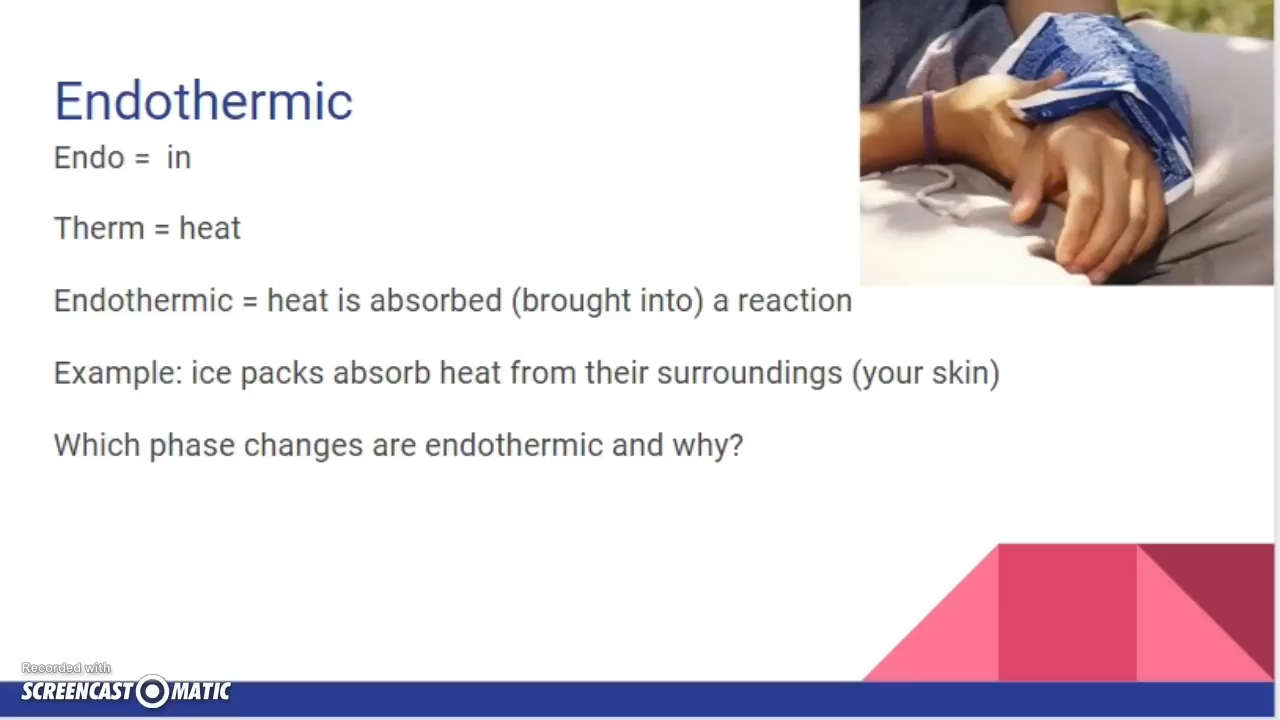 Endothermic
Endo = in
Therm = heat
Endothermic = heat is absorbed (brought into) a reaction
Example: ice packs absorb heat from their surroundings (your skin)
Which phase changes are endothermic and why?
Recorded with
SCREENCAST MATIC